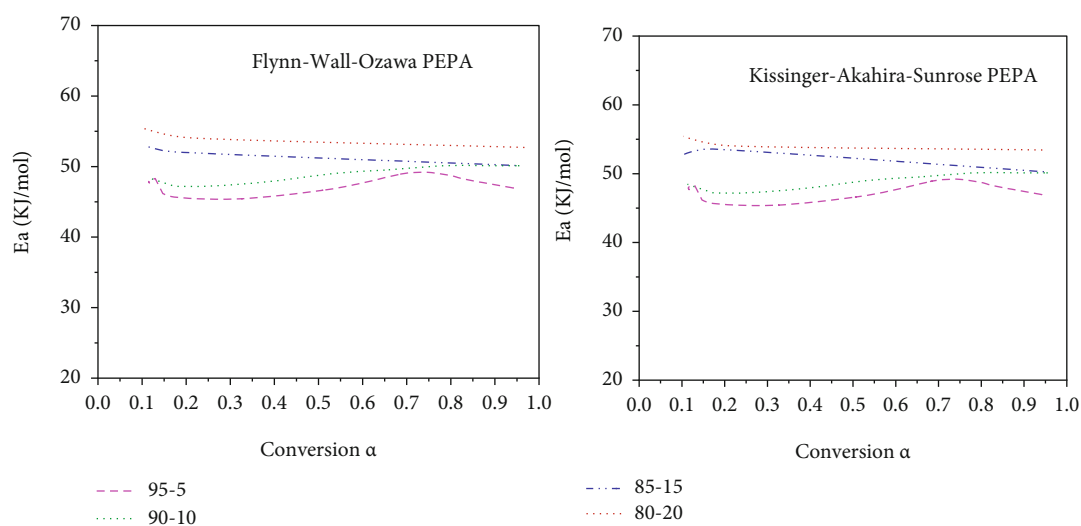 Flynn-Wall-Ozawa PEPA
Ea (KJ/mol)
70
60
50
40
30
20
0.0 0.1 0.2 0.3 0.4 0.5 0.6 0.7 0.8 0.9 1.0
Conversion α
Kissinger-Akahira-Sunrose PEPA
Ea (KJ/mol)
70
60
50
40
30
20
0.0 0.1 0.2 0.3 0.4 0.5 0.6 0.7 0.8 0.9 1.0
Conversion α
95-5
90-10
85-15
80-20